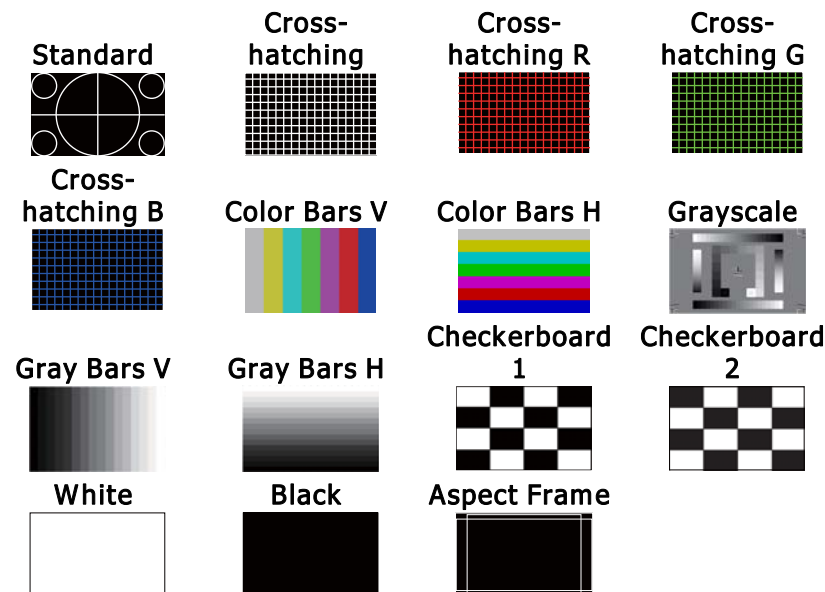 Standard
Cross-
hatching
Cross-
hatching R
Cross-
hatching G
Cross-
hatching B
Color Bars V
Color Bars H
Grayscale
Gray Bars V
Gray Bars H
Checkerboard
1
Checkerboard
2
White
Black
Aspect Frame